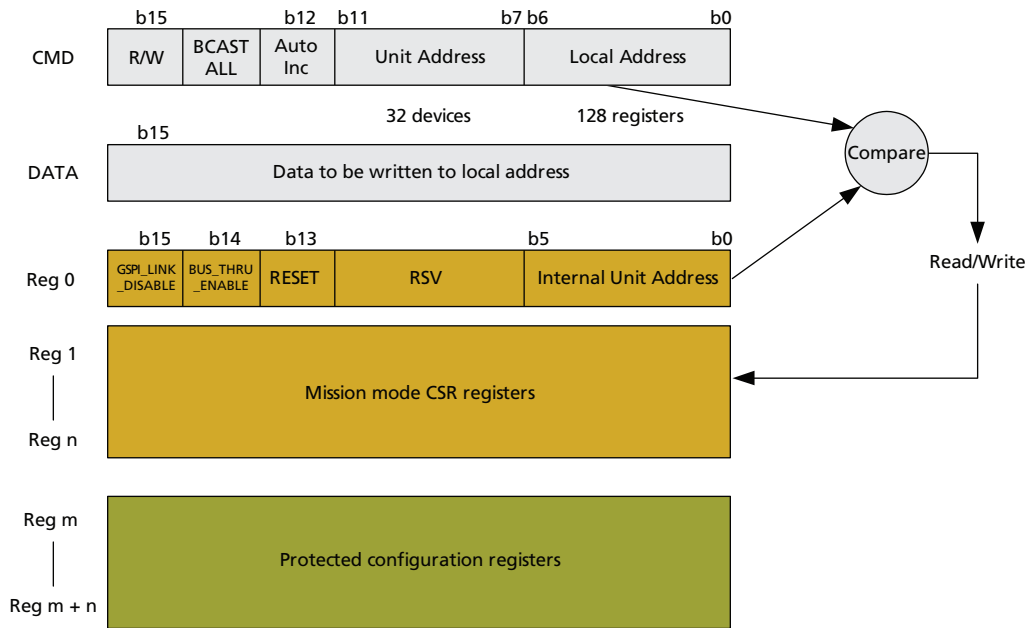 b15 b12 b11 b7 b6 b0
CMD
R/W
BCAST
ALL
Auto
Inc
Unit Address
Local Address
32 devices
128 registers
Compare
b15
DATA
Data to be written to local address
b15 b14 b13 b5 b0
Reg 0
GSPI_LINK
_DISABLE
BUS_THRU
_ENABLE
RESET
RSV
Internal Unit Address
Read/Write
Reg 1
Mission mode CSR registers
Reg n
Reg m
Protected configuration registers
Reg m + n